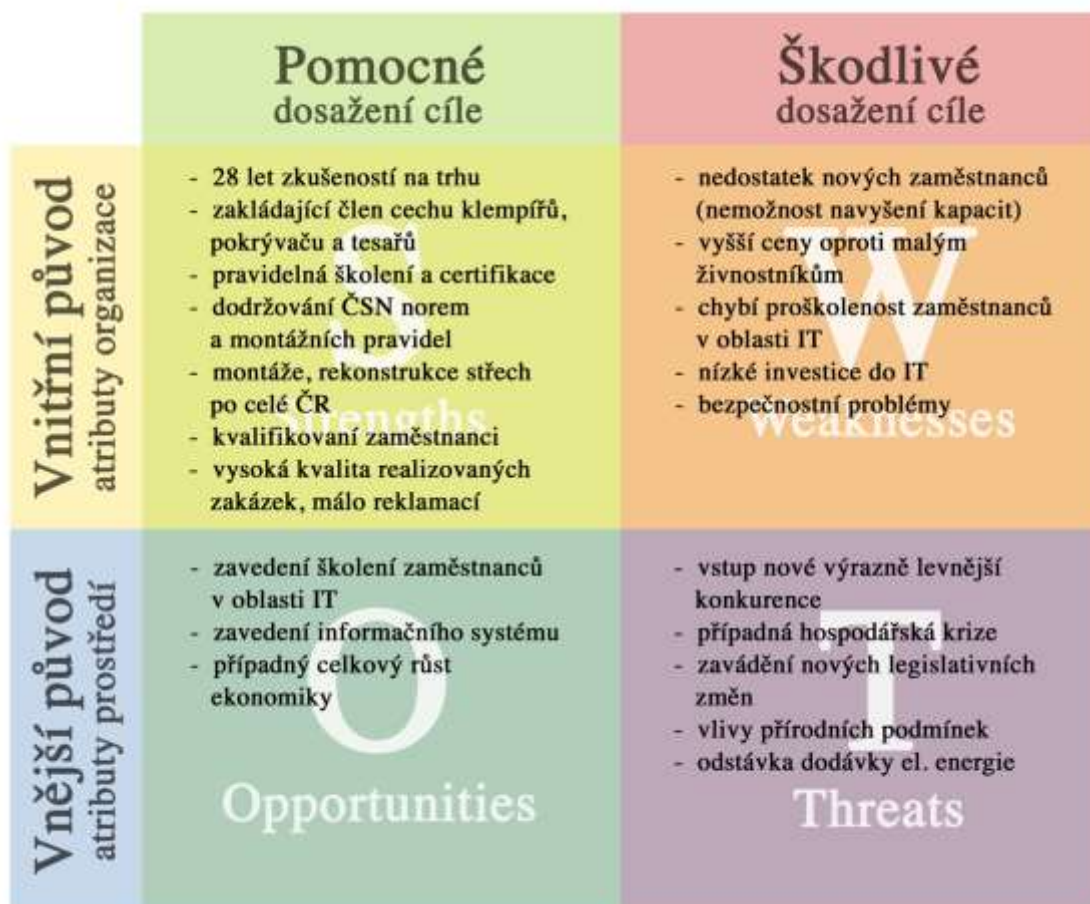 Pomocné
dosažení cíle
Škodlivé
dosažení cíle
Vnitřní původ
atributy organizace
- 28 let zkušeností na trhu
- zakládající člen cechu klempířů,
pokrývaču a tesařů
- pravidelná školení a certifikace
- dodržování ČSN norem
a montážních pravidel
- montáže, rekonstrukce střech
po celé ČR
- kvalifikovaní zaměstnanci
- vysoká kvalita realizovaných
zakázek, málo reklamací
S
Strengths
- nedostatek nových zaměstnanců
(nemožnost navyšení kapacit)
- vyšší ceny oproti malým
živnostníkům
- chybí proškolenost zaměstnanců
v oblasti IT
- nízké investice do IT
- bezpečnostní problémy
W
Weaknesses
Vnější původ
atributy prostředí
- zavedení školení zaměstnanců
v oblasti IT
- zavedení informačního systému
- případný celkový růst
ekonomiky
O
Opportunities
- vstup nové výrazně levnější
konkurence
- případná hospodářská krize
- zavádění nových legislativních
změn
- vlivy přírodních podmínek
- odstávka dodávky el. energie
T
Threats